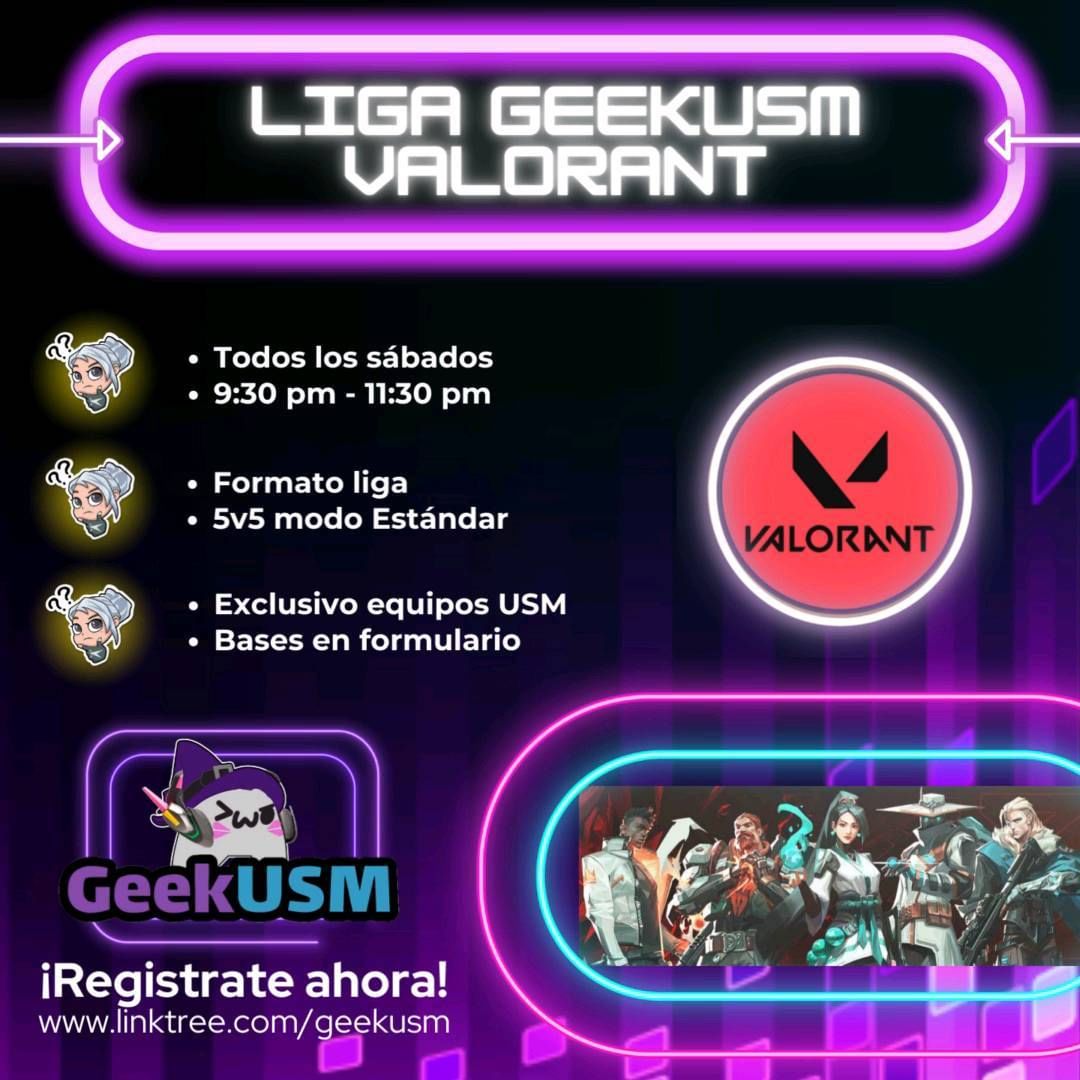 LIGA GEEKUSM
VALORANT
• Todos los sábados
• 9:30 pm - 11:30 pm
• Formato liga
• 5v5 modo Estándar
• Exclusivo equipos USM
• Bases en formulario
VALORANT
GeekUSM
¡Registrate ahora!
www.linktree.com/geekusm